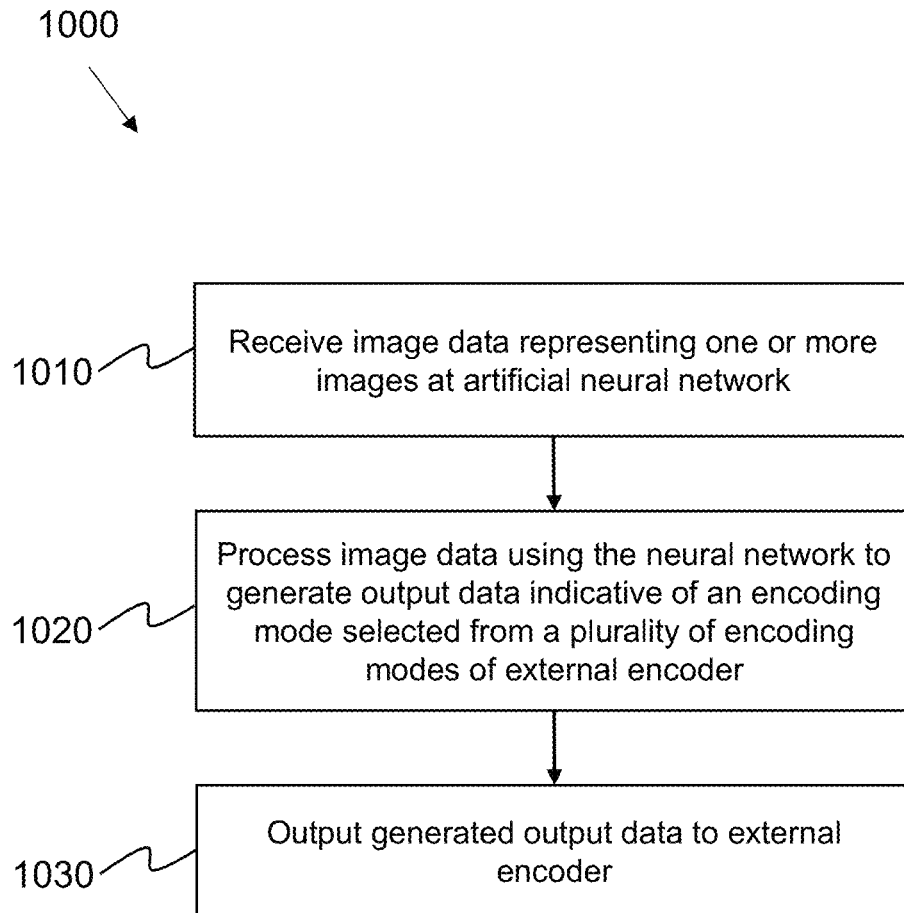 1000
1010
Receive image data representing one or more
images at artificial neural network
1020
Process image data using the neural network to
generate output data indicative of an encoding
mode selected from a plurality of encoding
modes of external encoder
1030
Output generated output data to external
encoder